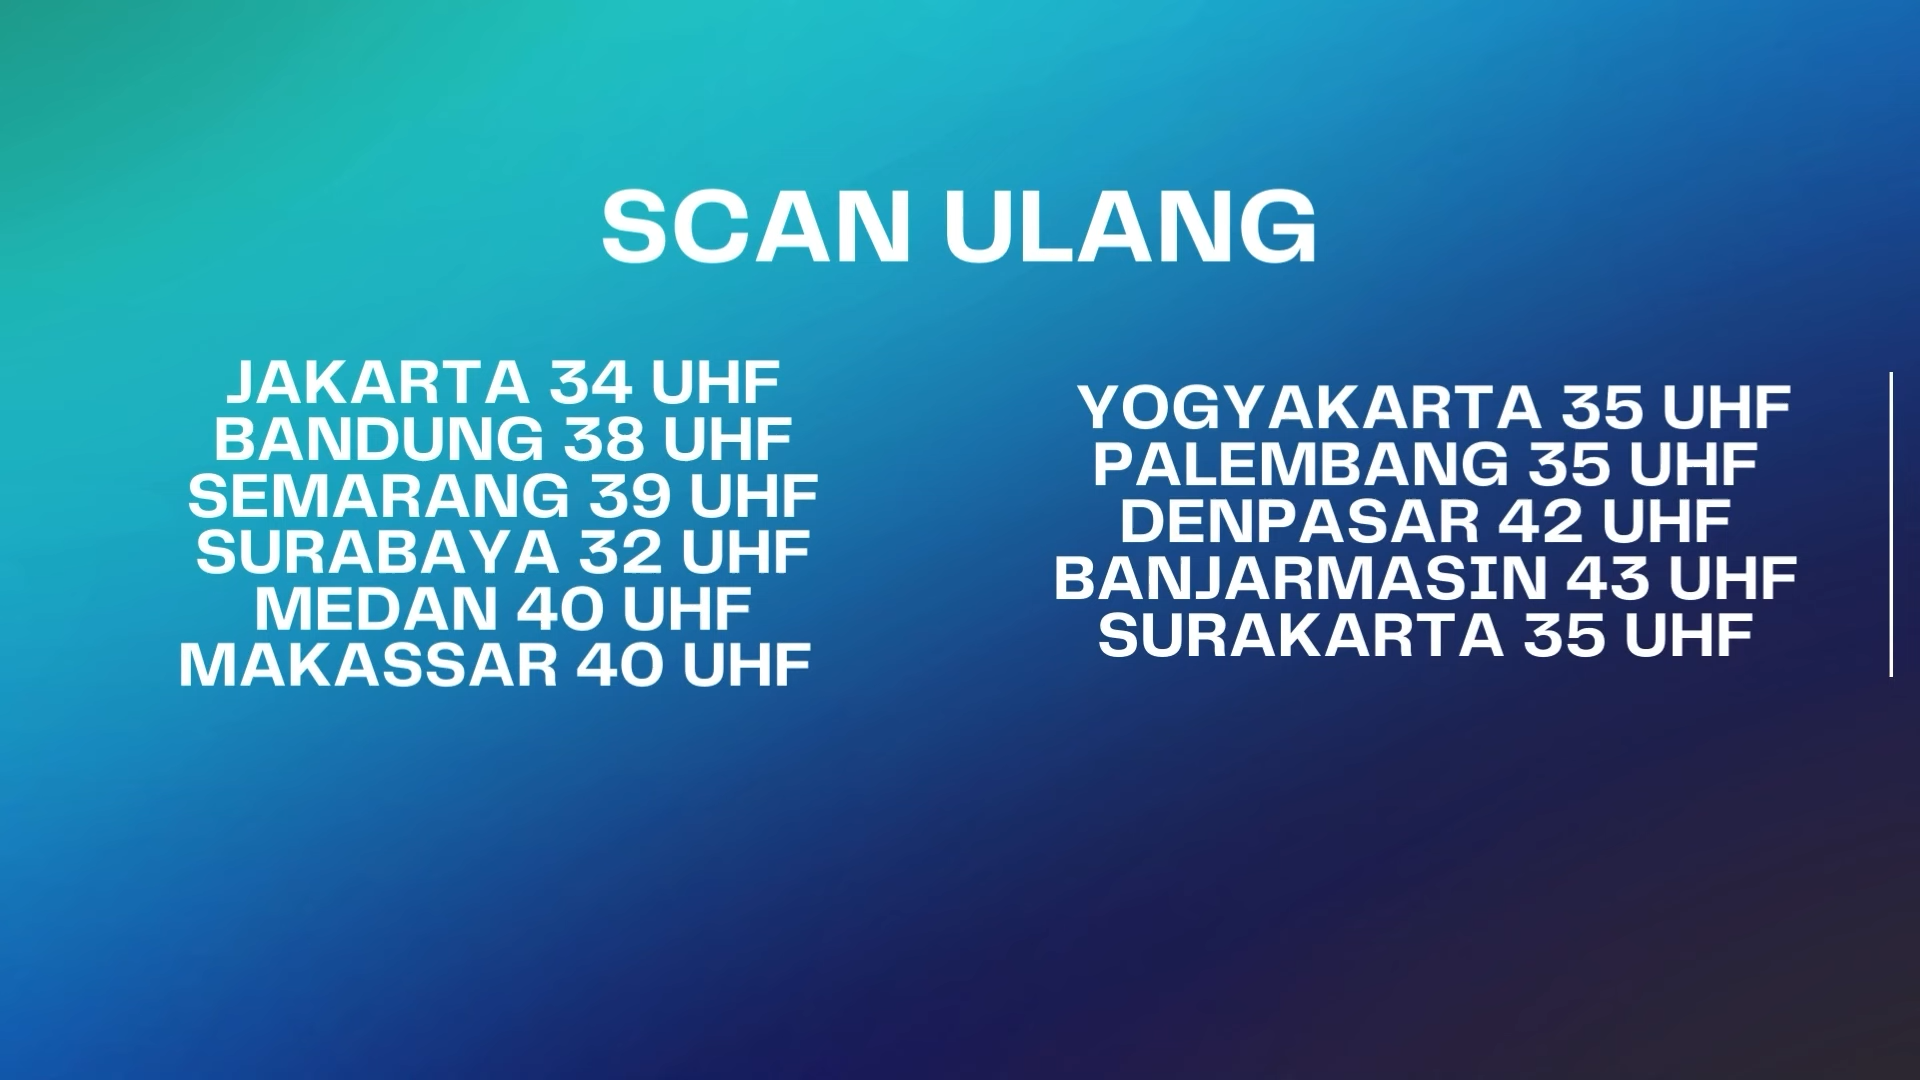 SCAN ULANG
JAKARTA 34 UHF
BANDUNG 38 UHF
SEMARANG 39 UHF
SURABAYA 32 UHF
MEDAN 40 UHF
MAKASSAR 40 UHF
YOGYAKARTA 35 UHF
PALEMBANG 35 UHF
DENPASAR 42 UHF
BANJARMASIN 43 UHF
SURAKARTA 35 UHF